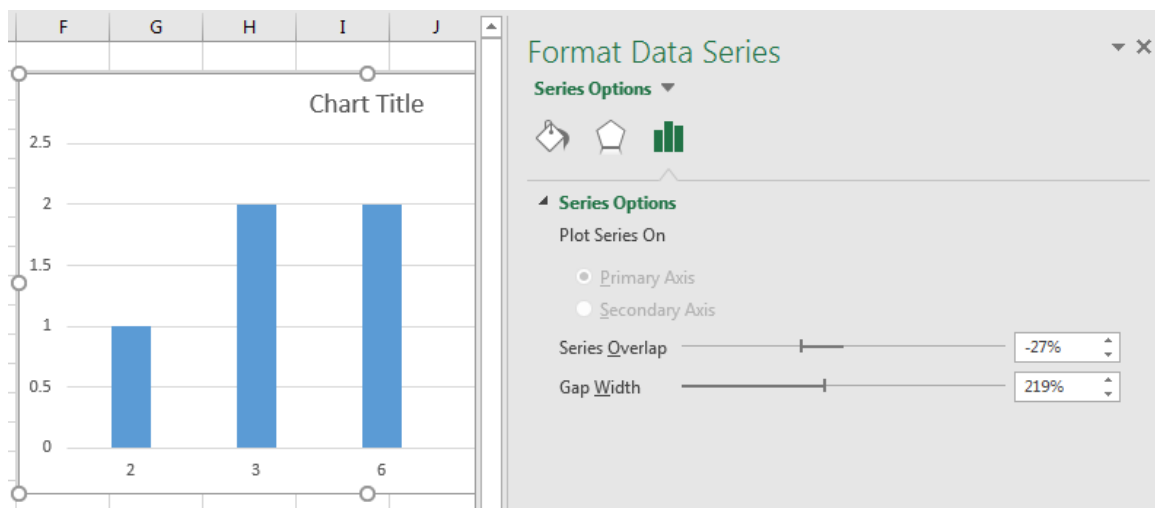 F G H I J
Chart Title
2.5
2
1.5
1
0.5
0
2 3 6
Format Data Series
Series Options
Series Options
Plot Series On
Primary Axis
Secondary Axis
Series Overlap -27%
Gap Width 219%